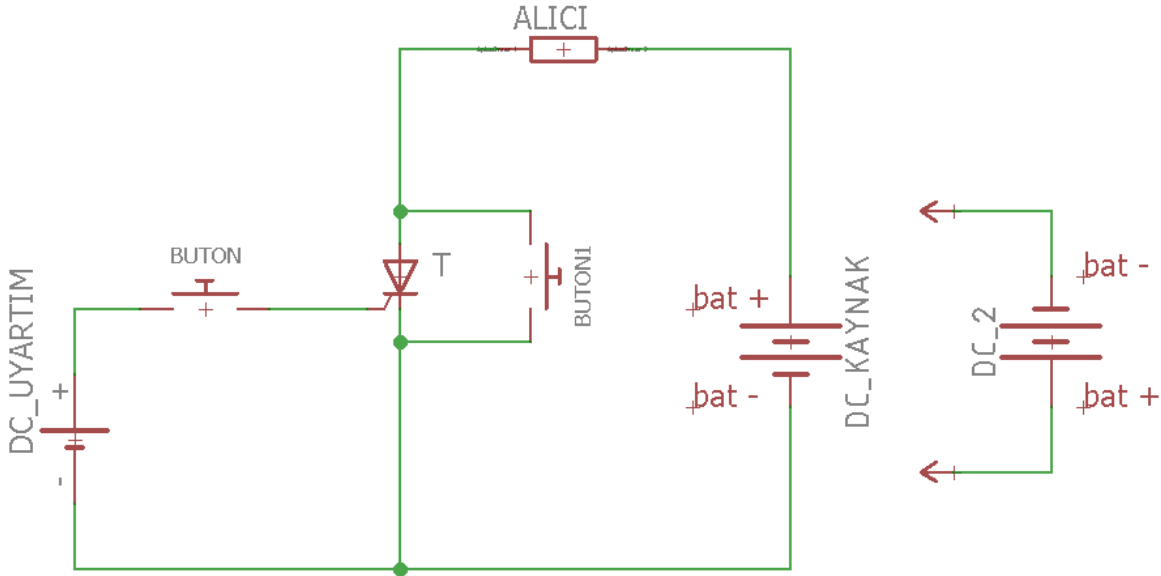 ALICI
BUTON
T
BUTON1
DC_UYARTIM
+
-
bat +
bat -
DC_KAYNAK
DC_2
bat -
bat +